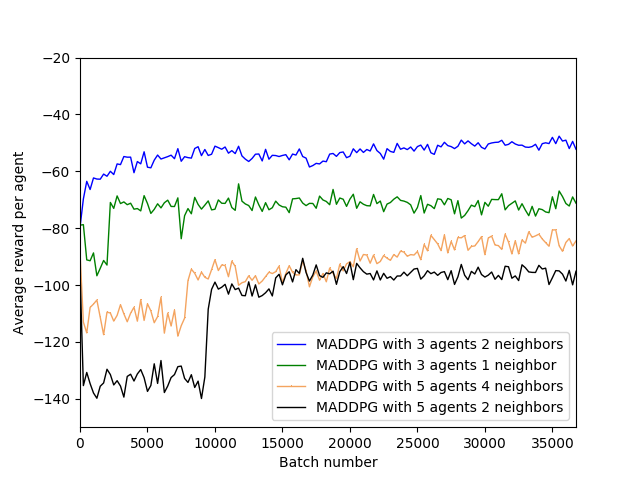 −20
−40
−60
−80
−100
−120
−140
Average reward per agent
0
5000
10000
15000
20000
25000
30000
35000
Batch number
MADDPG with 3 agents 2 neighbors
MADDPG with 3 agents 1 neighbor
MADDPG with 5 agents 4 neighbors
MADDPG with 5 agents 2 neighbors